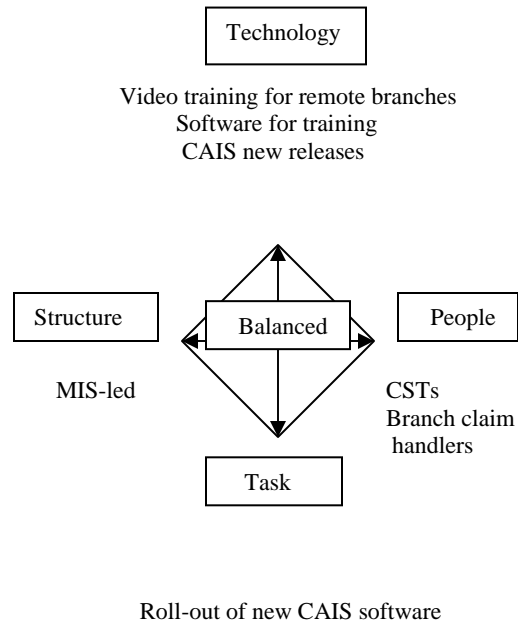 Technology
Video training for remote branches
Software for training
CAIS new releases
Structure
Balanced
People
MIS-led
CSTs
Branch claim
handlers
Task
Roll-out of new CAIS software